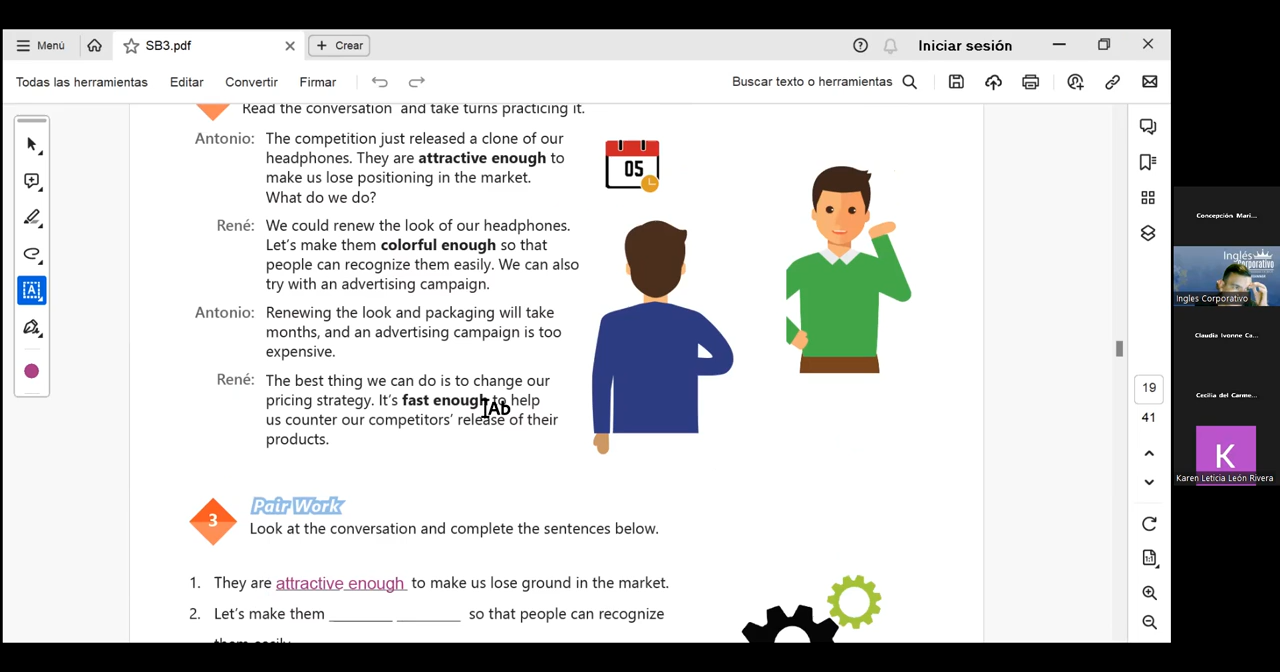 Menú
SB3.pdf
Crear
Iniciar sesión
Todas las herramientas
Editar
Convertir
Firmar
Buscar texto o herramientas
Read the conversation and take turns practicing it.
Antonio: The competition just released a clone of our
headphones. They are attractive enough to
make us lose positioning in the market.
What do we do?
05
René: We could renew the look of our headphones.
Let's make them colorful enough so that
people can recognize them easily. We can also
try with an advertising campaign.
Antonio: Renewing the look and packaging will take
months, and an advertising campaign is too
expensive.
René: The best thing we can do is to change our
pricing strategy. It's fast enough to help
us counter our competitors' release of their
products.
3
Pair Work
Look at the conversation and complete the sentences below.
1. They are attractive enough to make us lose ground in the market.
2. Let's make them ________ ________ so that people can recognize
them easily
19
41
Concepción Mari...
Inglés
Corporativo
Ingles Corporativo
Claudia Ivonne Ca...
Cecilia del Carme...
K
Karen Leticia León Rivera